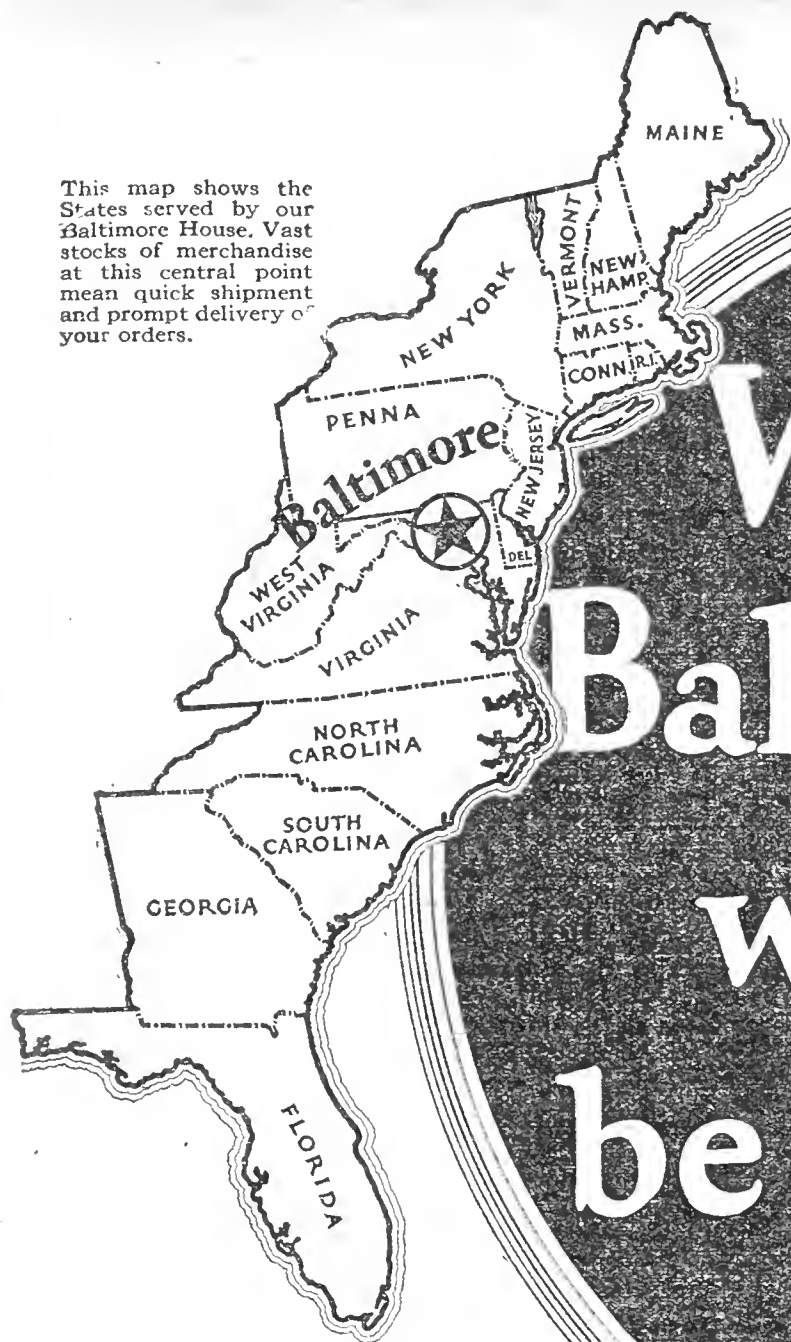 This map shows the
States served by our
Baltimore House. Vast
stocks of merchandise
at this central point
mean quick shipment
and prompt delivery of
your orders.
MAINE
VERMONT
NEW
HAMP.
NEW YORK
MASS.
CONN.
R.I.
PENNA
Baltimore
NEW JERSEY
DEL
WEST
VIRGINIA
VIRGINIA
NORTH
CAROLINA
SOUTH
CAROLINA
GEORGIA
FLORIDA
Bal
w
be